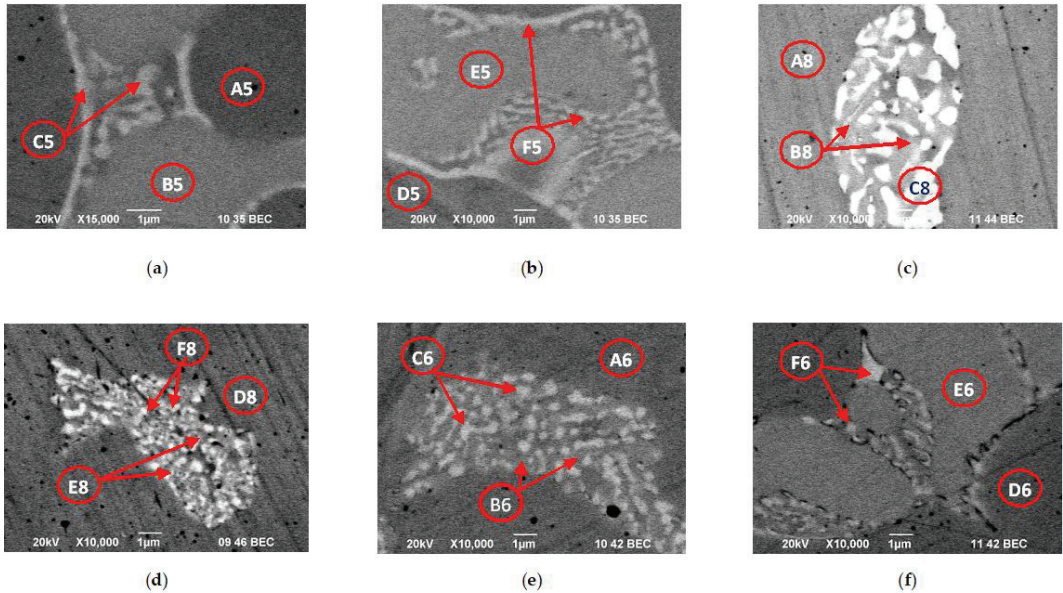 A5
C5
B5
20kV X15,000 1µm 10 35 BEC
(a)
E5
F5
D5
20kV X10,000 1µm 10 35 BEC
(b)
A8
B8
C8
20kV X10,000 11 44 BEC
(c)
F8
D8
E8
20kV X10,000 1µm 09 46 BEC
(d)
C6
A6
B6
20kV X10,000 1µm 10 42 BEC
(e)
F6
E6
D6
20kV X10,000 1µm 11 42 BEC
(f)